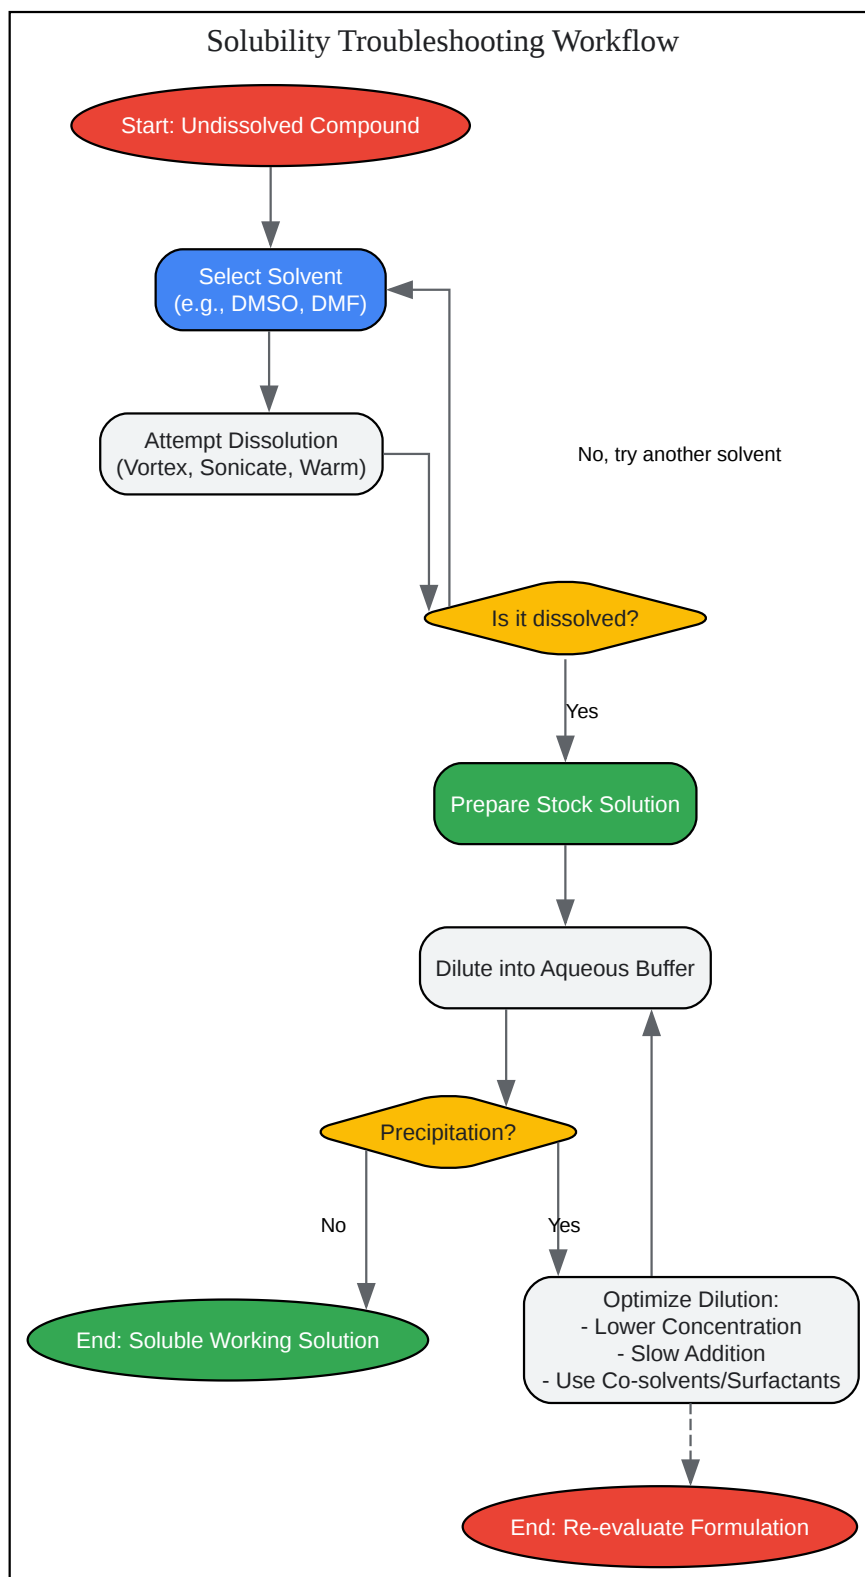 Solubility Troubleshooting Workflow
Start: Undissolved Compound
Select Solvent
(e.g., DMSO, DMF)
Attempt Dissolution
(Vortex, Sonicate, Warm)
No, try another solvent
Is it dissolved?
Yes
Prepare Stock Solution
Dilute into Aqueous Buffer
Precipitation?
No
Yes
Optimize Dilution:
- Lower Concentration
- Slow Addition
- Use Co-solvents/Surfactants
End: Soluble Working Solution
End: Re-evaluate Formulation